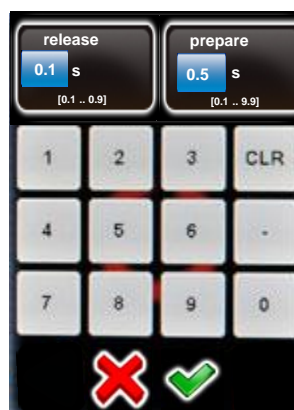 release
0.1 s
[0.1 .. 0.9]
prepare
0.5 s
[0.1 .. 9.9]
1 2 3 CLR
4 5 6 -
7 8 9 0